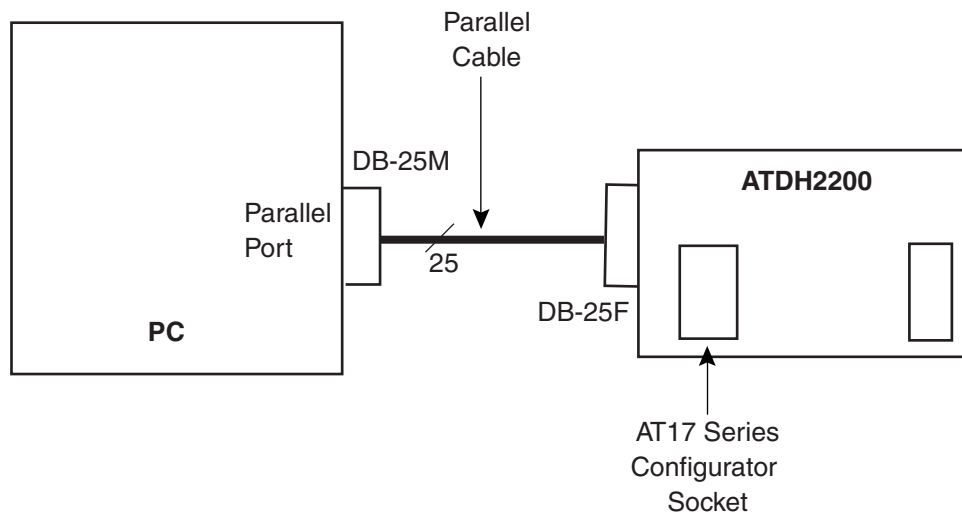 Parallel
Cable
DB-25M
ATDH2200
Parallel
Port
25
DB-25F
PC
AT17 Series
Configurator
Socket